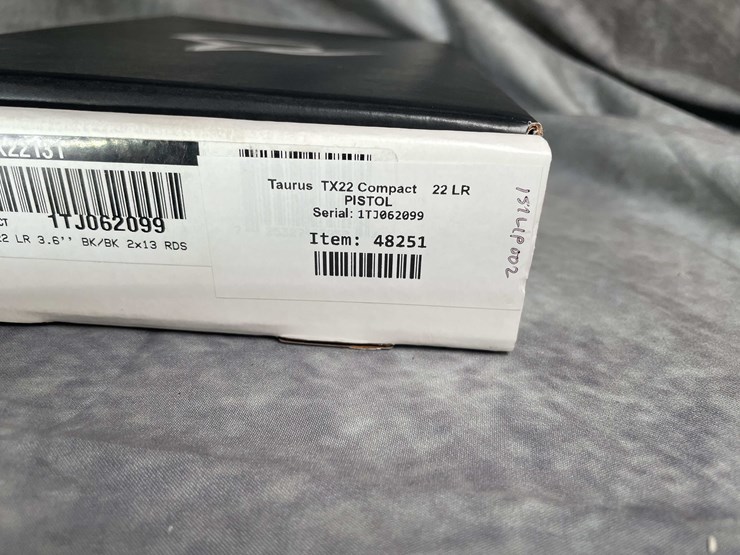 X22131
CT 1TJ062099
22 LR 3.6'' BK/BK 2x13 RDS
Taurus TX22 Compact 22 LR
PISTOL
Serial: 1TJ062099
Item: 48251